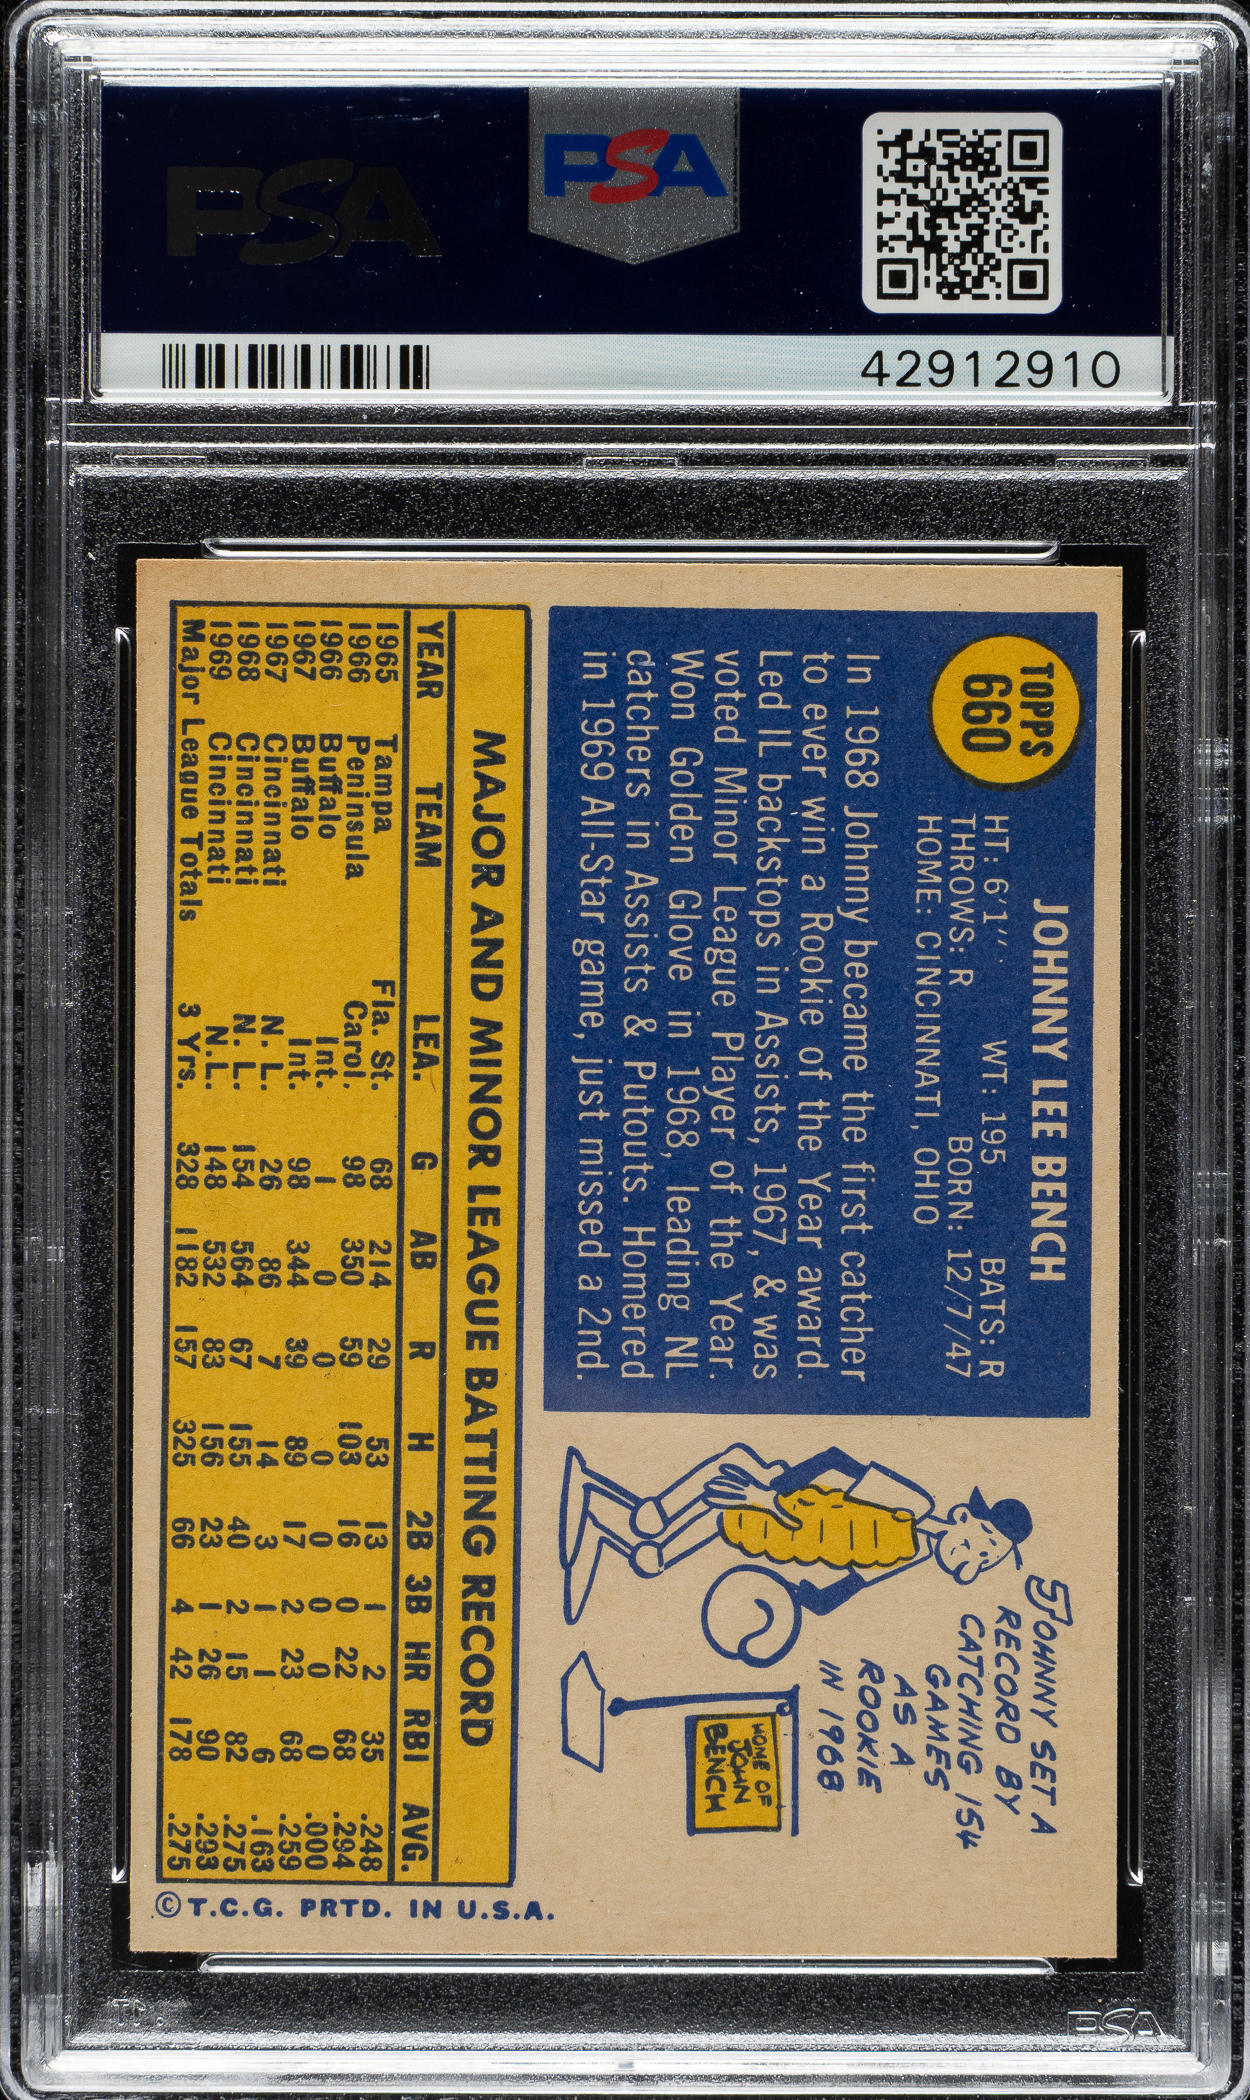 PSA
PSA
42912910
TOPPS
660
JOHNNY LEE BENCH
HT: 6'1'' WT: 195 BATS: R
THROWS: R BORN: 12/7/47
HOME: CINCINNATI, OHIO
In 1968 Johnny became the first catcher
to ever win a Rookie of the Year award.
Led IL backstops in Assists, 1967, & was
voted Minor League Player of the Year.
Won Golden Glove in 1968, leading NL
catchers in Assists & Putouts. Homered
in 1969 All-Star game, just missed a 2nd.
JOHNNY SET A
RECORD BY
CATCHING 154
GAMES
AS A
ROOKIE
IN 1968
HOME OF
JOHN
BENCH
MAJOR AND MINOR LEAGUE BATTING RECORD
YEAR TEAM LEA. G AB R H 2B 3B HR RBI AVG.
1965 Tampa Fla. St. 68 214 29 53 13 1 2 35 .248
1966 Peninsula Carol. 98 350 59 103 16 0 22 68 .294
1966 Buffalo Int. 1 0 0 0 0 0 0 0 .000
1967 Buffalo Int. 98 344 39 89 17 2 23 68 .259
1967 Cincinnati N. L. 26 86 7 14 3 1 1 6 .163
1968 Cincinnati N. L. 154 564 67 155 40 2 15 82 .275
1969 Cincinnati N.L. 148 532 83 156 23 1 26 90 .293
Major League Totals 3 Yrs. 328 1182 157 325 66 4 42 178 .275
© T.C.G. PRTD. IN U.S.A.
PSA